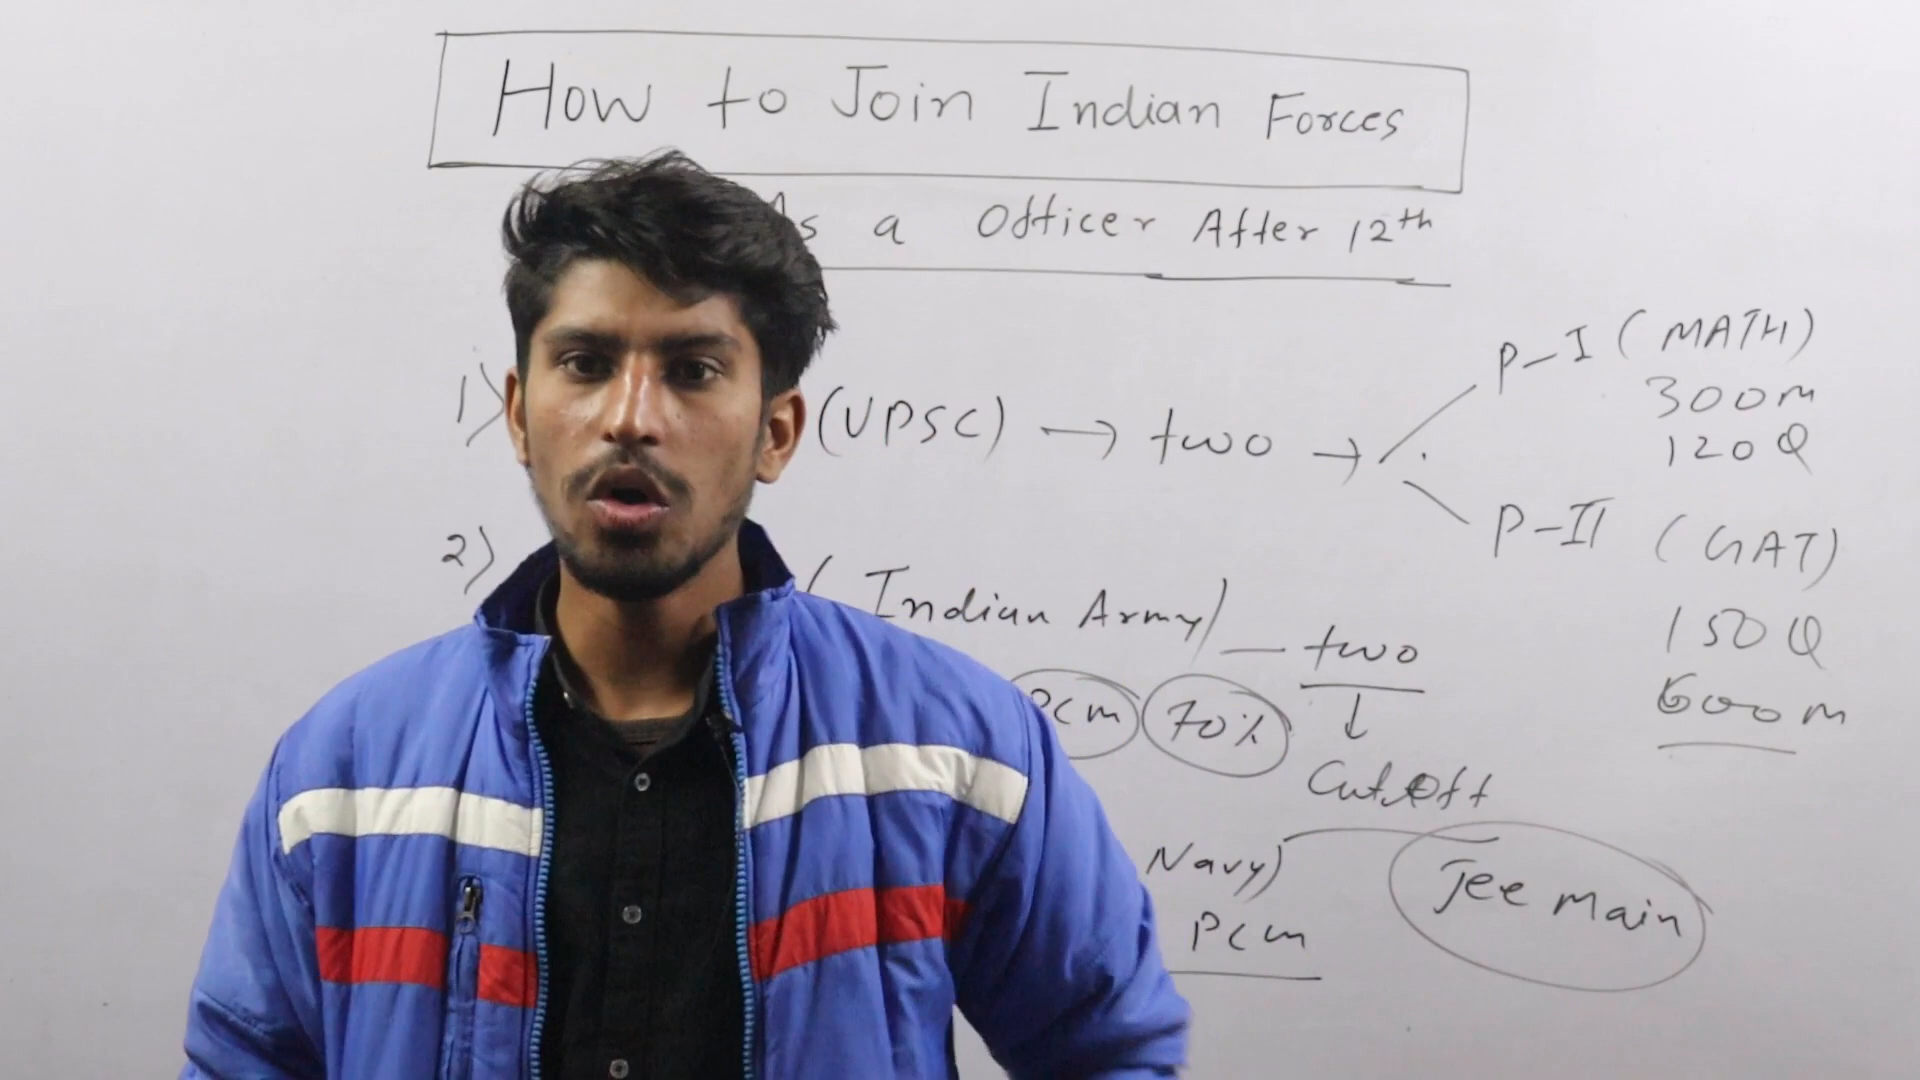 How to Join Indian Forces
As a Officer After 12th
1) (UPSC) → two → P-I (MATH)
300m
120Q
P-II (GAT)
150Q
600m
2) (Indian Army) - two
PCm 70%
↓
Cut off
Navy) Jee main
PCm